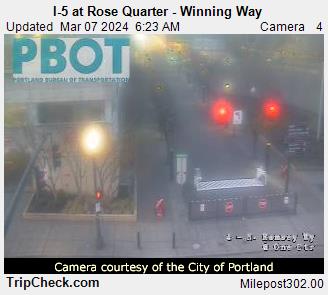 I-5 at Rose Quarter - Winning Way
Updated Mar 07 2024 6:23 AM Camera 4
PBOT
PORTLAND BUREAU OF TRANSPORTATION
Camera courtesy of the City of Portland
TripCheck.com Milepost302.00